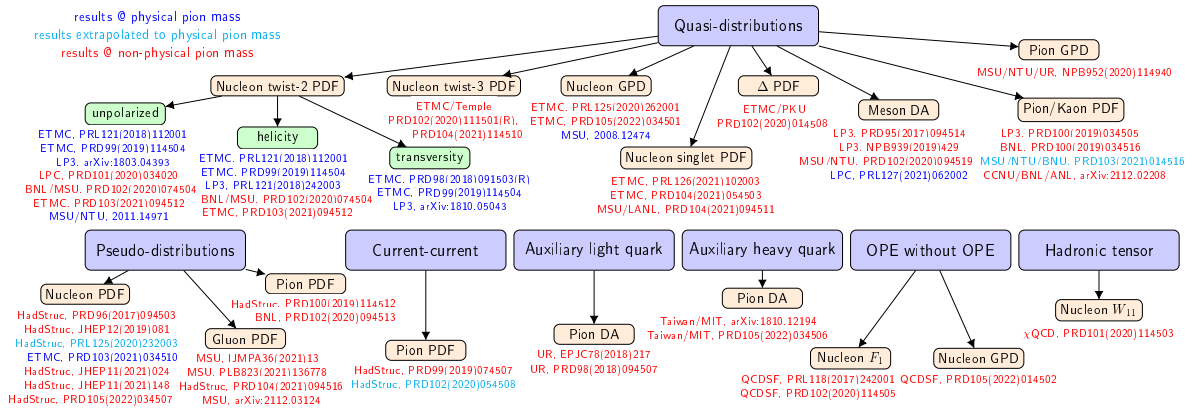 results @ physical pion mass
results extrapolated to physical pion mass
results @ non-physical pion mass
Quasi-distributions
Nucleon twist-2 PDF
unpolarized
ETMC, PRL121(2018)112001
ETMC, PRD99(2019)114504
LP3, arXiv:1803.04393
LPC, PRD101(2020)034020
BNL/MSU, PRD102(2020)074504
ETMC, PRD103(2021)094512
MSU/NTU, 2011.14971
helicity
ETMC, PRL121(2018)112001
ETMC, PRD99(2019)114504
LP3, PRL121(2018)242003
BNL/MSU, PRD102(2020)074504
ETMC, PRD103(2021)094512
transversity
ETMC, PRD98(2018)091503(R)
ETMC, PRD99(2019)114504
LP3, arXiv:1810.05043
Nucleon twist-3 PDF
ETMC/Temple
PRD102(2020)111501(R),
PRD104(2021)114510
Nucleon GPD
ETMC, PRL125(2020)262001
ETMC, PRD105(2022)034501
MSU, 2008.12474
Nucleon singlet PDF
ETMC, PRL126(2021)102003
ETMC, PRD104(2021)054503
MSU/LANL, PRD104(2021)094511
Δ PDF
ETMC/PKU
PRD102(2020)014508
Meson DA
LP3, PRD95(2017)094514
LP3, NPB939(2019)429
MSU/NTU, PRD102(2020)094519
LPC, PRL127(2021)062002
Pion/Kaon PDF
LP3, PRD100(2019)034505
BNL, PRD100(2019)034516
MSU/NTU/BNU, PRD103(2021)014516
CCNU/BNL/ANL, arXiv:2112.02208
Pion GPD
MSU/NTU/UR, NPB952(2020)114940
Pseudo-distributions
Nucleon PDF
HadStruc, PRD96(2017)094503
HadStruc, JHEP12(2019)081
HadStruc, PRL125(2020)232003
ETMC, PRD103(2021)034510
HadStruc, JHEP11(2021)024
HadStruc, JHEP11(2021)148
HadStruc, PRD105(2022)034507
Gluon PDF
MSU, IJMPA36(2021)13
MSU, PLB823(2021)136778
HadStruc, PRD104(2021)094516
MSU, arXiv:2112.03124
Pion PDF
HadStruc, PRD100(2019)114512
BNL, PRD102(2020)094513
Current-current
Pion PDF
HadStruc, PRD99(2019)074507
HadStruc, PRD102(2020)054508
Auxiliary light quark
Pion DA
UR, EPJC78(2018)217
UR, PRD98(2018)094507
Auxiliary heavy quark
Pion DA
Taiwan/MIT, arXiv:1810.12194
Taiwan/MIT, PRD105(2022)034506
OPE without OPE
Nucleon F₁
QCDSF, PRL118(2017)242001
QCDSF, PRD102(2020)114505
Nucleon GPD
QCDSF, PRD105(2022)014502
Hadronic tensor
Nucleon W₁₁
χQCD, PRD101(2020)114503